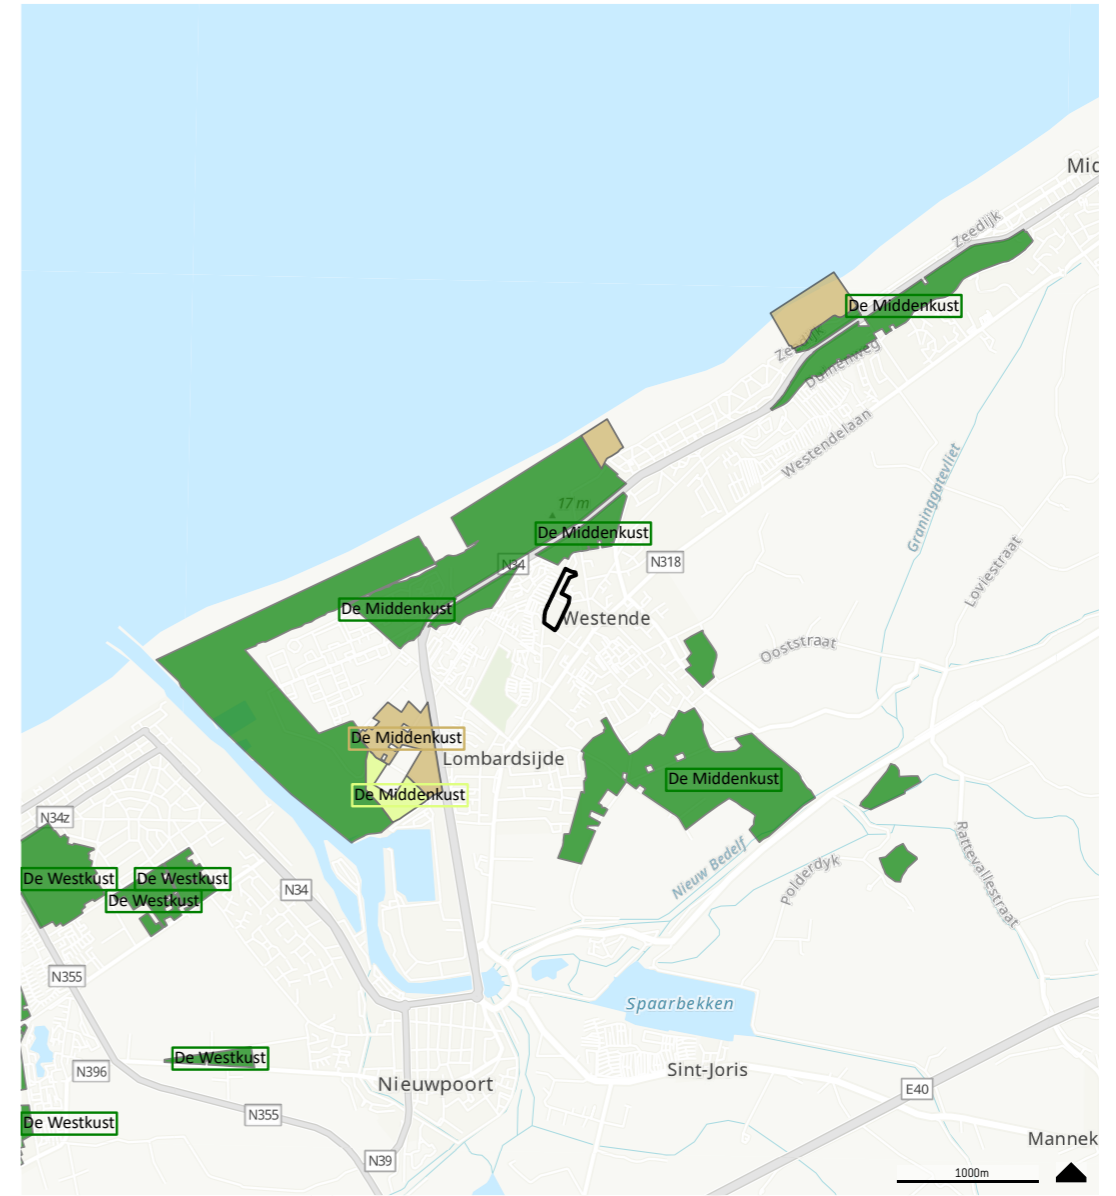 Mid
Zeedijk
De Middenkust
Zeedijk
Duinenweg
Westendelaan
Graninggatevliet
17 m
De Middenkust
N34
N318
Loviestraat
De Middenkust
Westende
Ooststraat
De Middenkust
Lombardsijde
De Middenkust
De Middenkust
N34z
Rattevallestraat
Nieuw Bedelf
Polderdyk
De Westkust
De Westkust
De Westkust
N34
N355
Spaarbekken
De Westkust
N396
Sint-Joris
Nieuwpoort
E40
N355
De Westkust
Mannek
N39
1000m